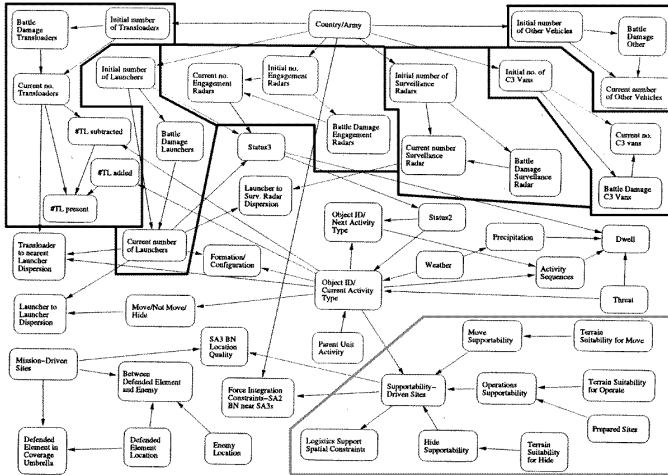 Battle
Damage
Transloaders
Initial number
of Transloaders
Country/Army
Initial number
of Other Vehicles
Battle
Damage
Other
Current no.
Transloaders
Initial number
of Launchers
Current no.
Engagement
Radars
Initial no.
Engagement
Radars
Initial number of
Surveillance
Radars
Initial no. of
C3 Vans
Current number
of Other Vehicles
#TL subtracted
Battle
Damage
Launchers
Status3
Battle Damage
Engagement
Radars
Current number
Surveillance
Radar
Battle
Damage
Surveillance
Radar
Current no.
C3 vans
#TL added
Launcher to
Surv. Radar
Dispersion
Battle Damage
C3 Vans
#TL present
Object ID/
Next Activity
Type
Status2
Transloader
to nearest
Launcher
Dispersion
Current number
of Launchers
Formation/
Configuration
Precipitation
Dwell
Weather
Activity
Sequences
Object ID/
Current Activity
Type
Launcher to
Launcher
Dispersion
Move/Not Move/
Hide
Threat
Mission-Driven
Sites
SA3 BN
Location
Quality
Parent Unit
Activity
Move
Supportability
Terrain
Suitability for Move
Between
Defended Element
and Enemy
Force Integration
Constraints-SA2
BN near SA3s
Supportability-
Driven Sites
Operations
Supportability
Terrain
Suitability for
Operate
Prepared Sites
Defended
Element in
Coverage
Umbrella
Defended
Element
Location
Enemy
Location
Logistics Support
Spatial Constraints
Hide
Supportability
Terrain
Suitability
for Hide